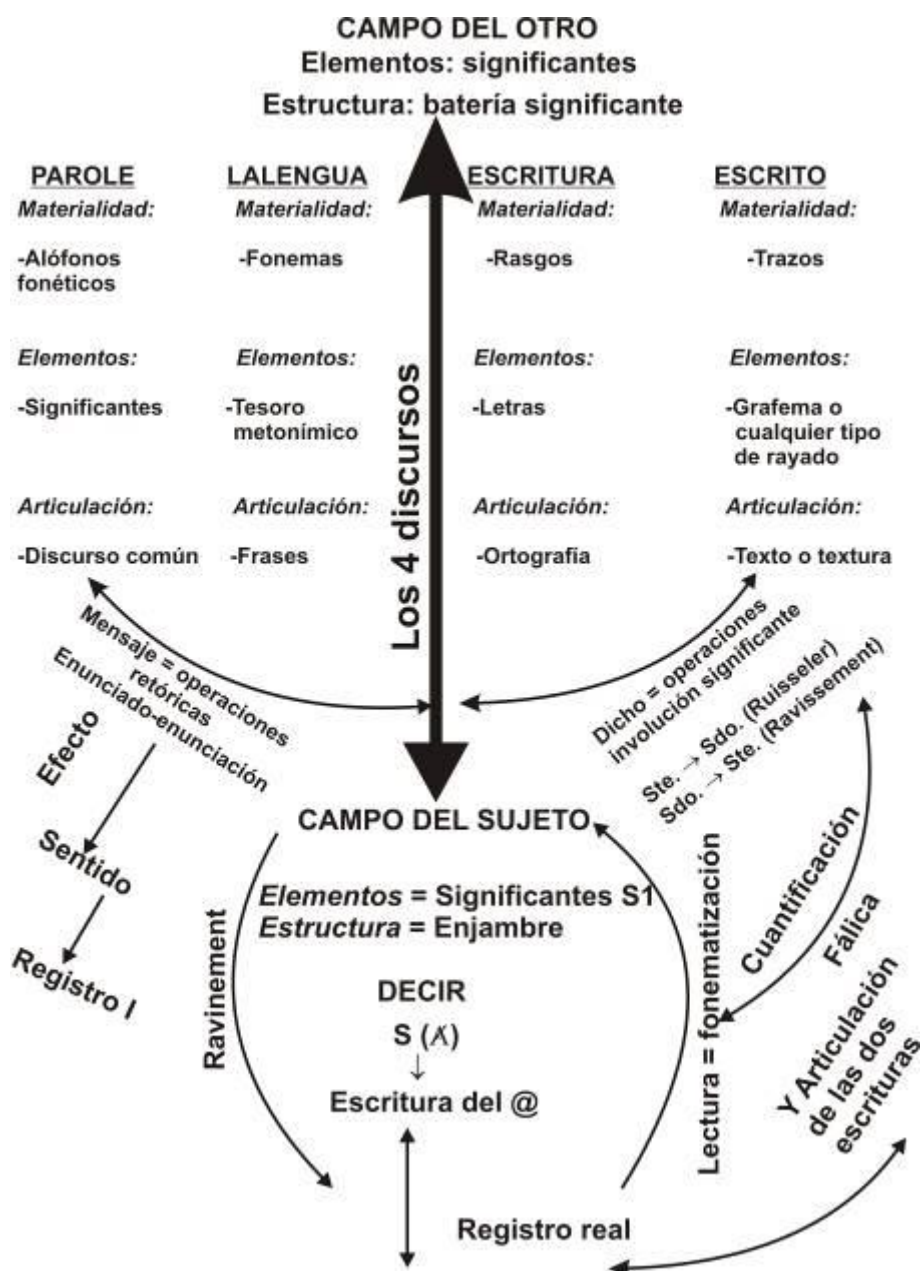 CAMPO DEL OTRO
Elementos: significantes
Estructura: batería significante
PAROLE
Materialidad:
-Alófonos
fonéticos
Elementos:
-Significantes
Articulación:
-Discurso común
LALENGUA
Materialidad:
-Fonemas
Elementos:
-Tesoro
metonímico
Articulación:
-Frases
Los 4 discursos
ESCRITURA
Materialidad:
-Rasgos
Elementos:
-Letras
Articulación:
-Ortografia
ESCRITO
Materialidad:
-Trazos
Elementos:
-Grafema o
cualquier tipo
de rayado
Articulación:
-Texto o textura
Mensaje = operaciones
retóricas
Enunciado-enunciación
Efecto
Sentido
Registro I
Dicho = operaciones
involución significante
Ste. → Sdo. (Ruisseler)
Sdo. → Ste. (Ravissement)
CAMPO DEL SUJETO
Elementos = Significantes S1
Estructura = Enjambre
DECIR
S (Ⱥ)
↓
Escritura del @
Ravinement
Lectura = fonematización
Cuantificación
Fálica
Y Articulación
de las dos
escrituras
Registro real